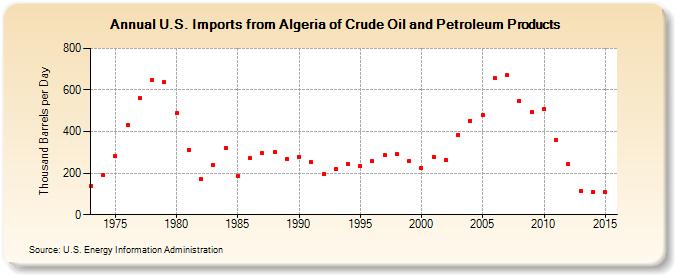 Annual U.S. Imports from Algeria of Crude Oil and Petroleum Products
Thousand Barrels per Day
800
600
400
200
0
1975 1980 1985 1990 1995 2000 2005 2010 2015
Source: U.S. Energy Information Administration